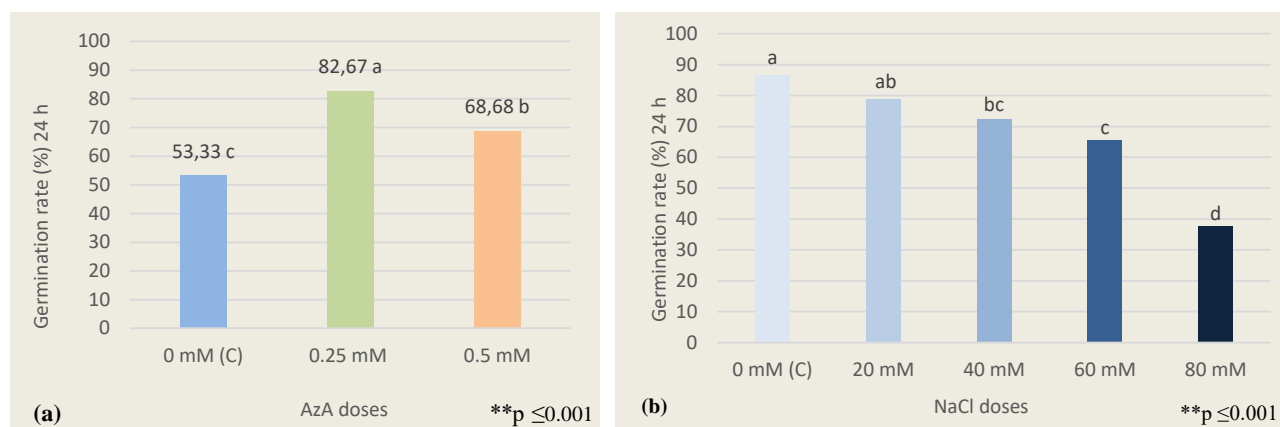 Germination rate (%) 24 h
100
90
80
70
60
50
40
30
20
10
0
53,33 c
82,67 a
68,68 b
0 mM (C) 0.25 mM 0.5 mM
AzA doses
(a)
**p ≤0.001
Germination rate (%) 24 h
100
90
80
70
60
50
40
30
20
10
0
a
ab
bc
c
d
0 mM (C) 20 mM 40 mM 60 mM 80 mM
NaCl doses
(b)
**p ≤0.001